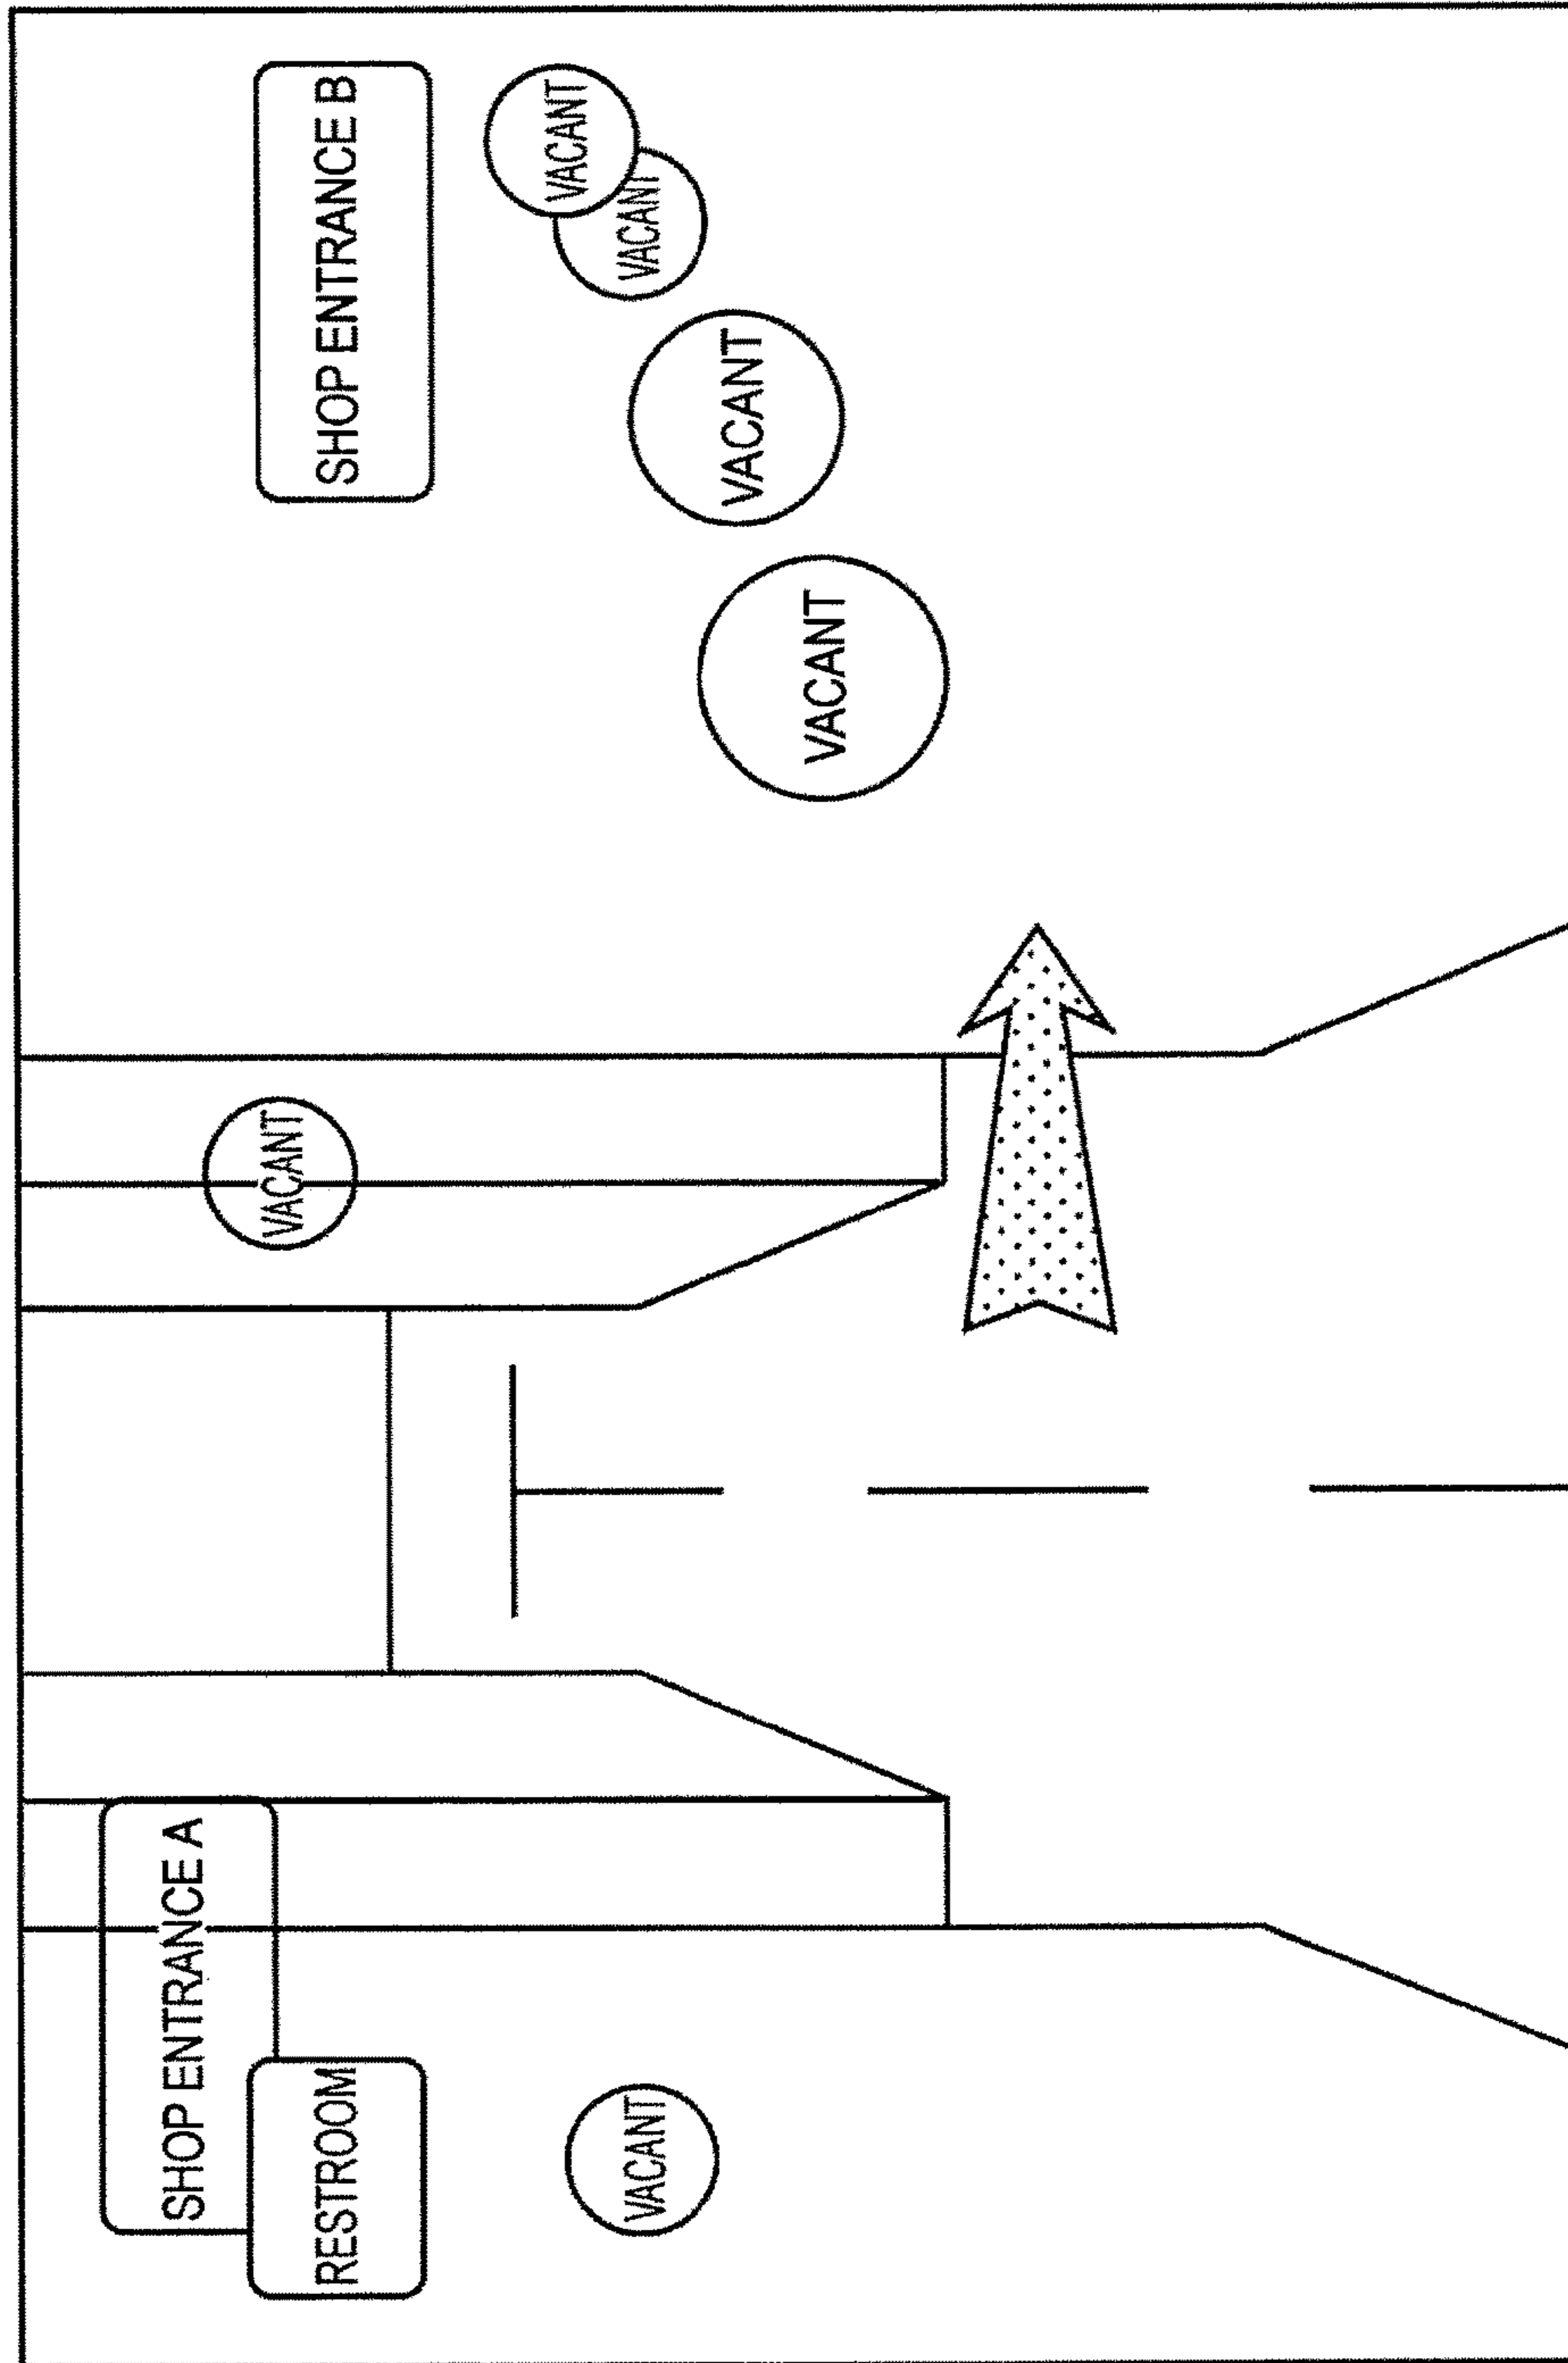 SHOP ENTRANCE A
VACANT
RESTROOM
SHOP ENTRANCE B
VACANT
VACANT
VACANT
VACANT
VACANT